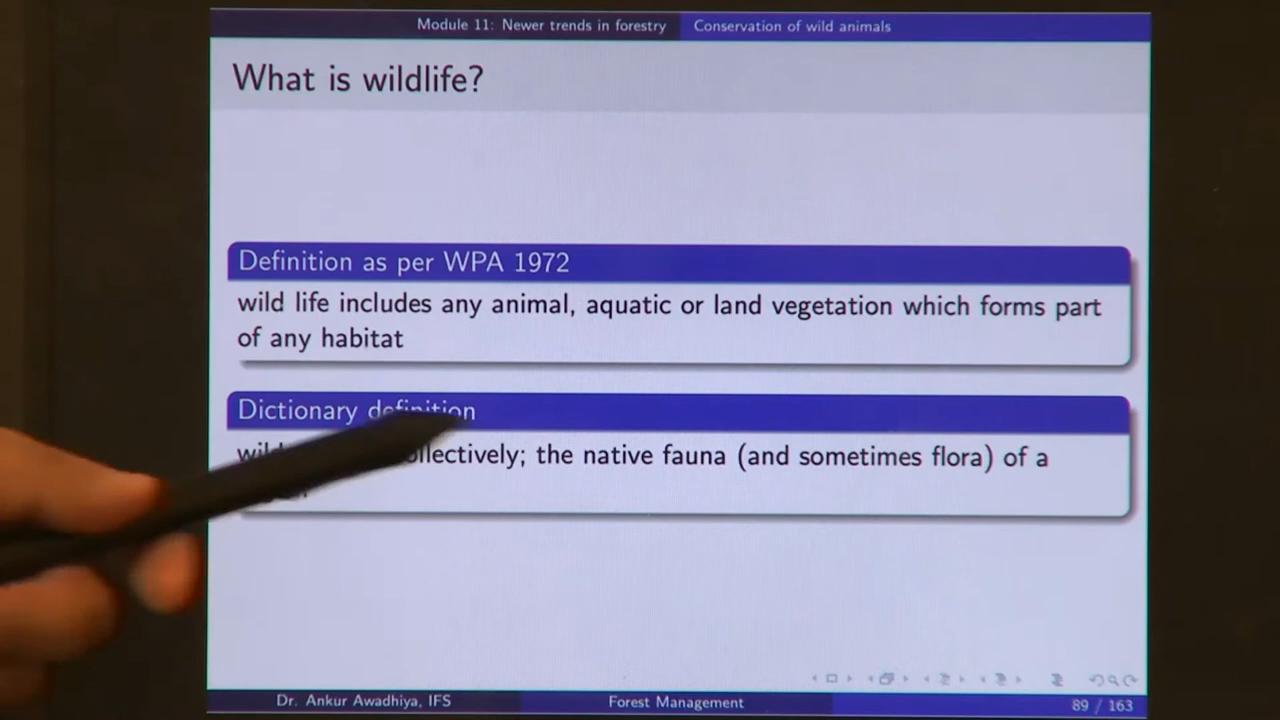 Module 11: Newer trends in forestry Conservation of wild animals
What is wildlife?
Definition as per WPA 1972
wild life includes any animal, aquatic or land vegetation which forms part
of any habitat
Dictionary definition
the native fauna (and sometimes flora) of a
Dr. Ankur Awadhiya, IFS Forest Management 89 / 163